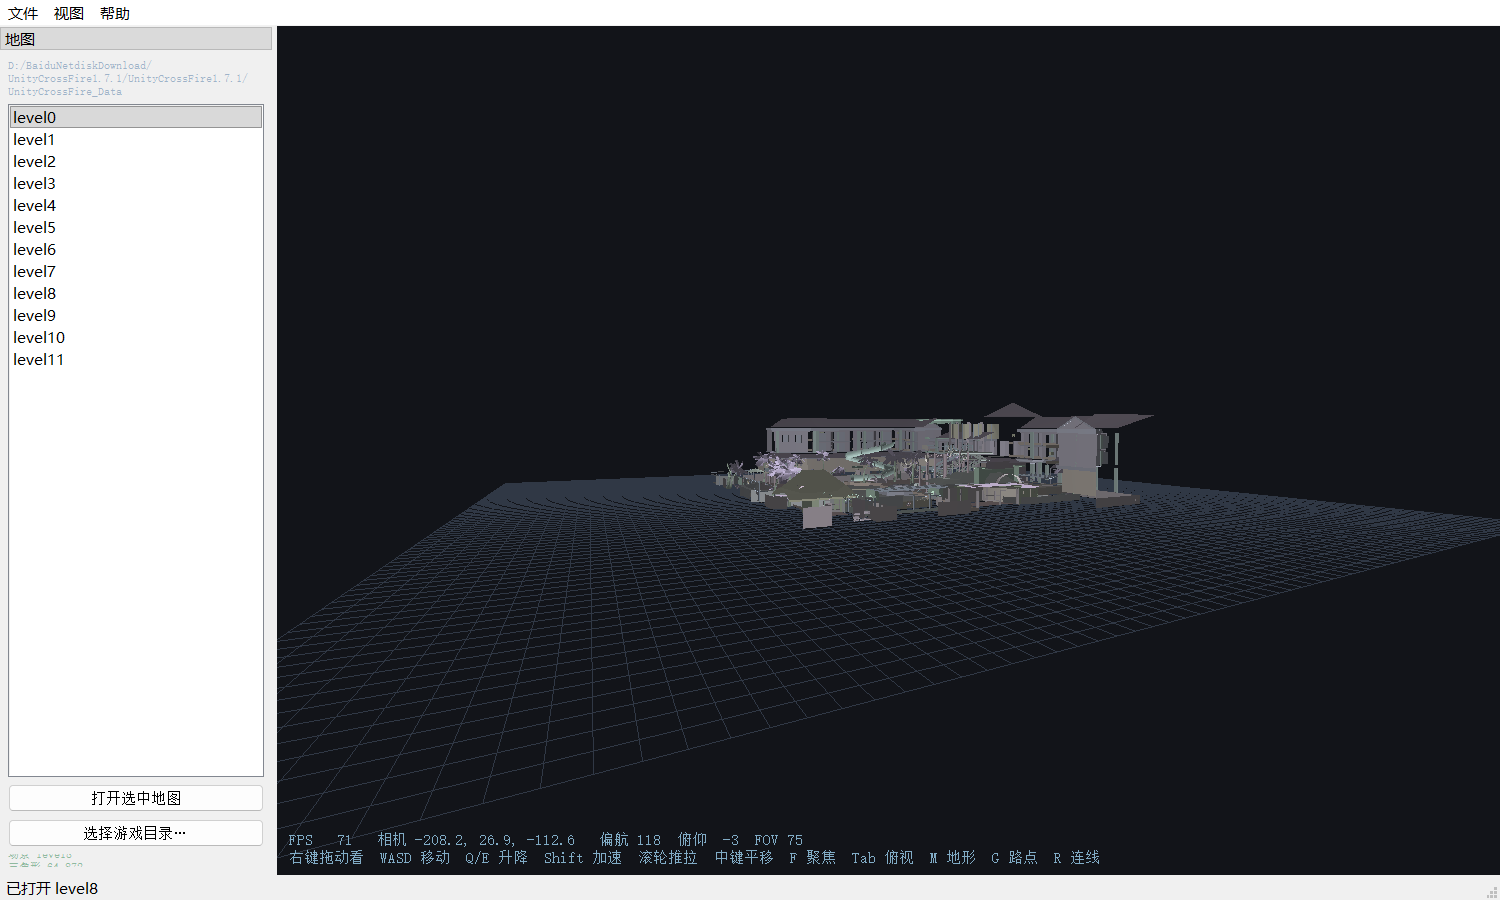 文件 视图 帮助
地图
D:/BaiduNetdiskDownload/
UnityCrossFire1.7.1/UnityCrossFire1.7.1/
UnityCrossFire_Data
level0
level1
level2
level3
level4
level5
level6
level7
level8
level9
level10
level11
打开选中地图
选择游戏目录…
FPS 71 相机 -208.2, 26.9, -112.6 偏航 118 俯仰 -3 FOV 75
右键拖动看 WASD 移动 Q/E 升降 Shift 加速 滚轮推拉 中键平移 F 聚焦 Tab 俯视 M 地形 G 路点 R 连线
已打开 level8